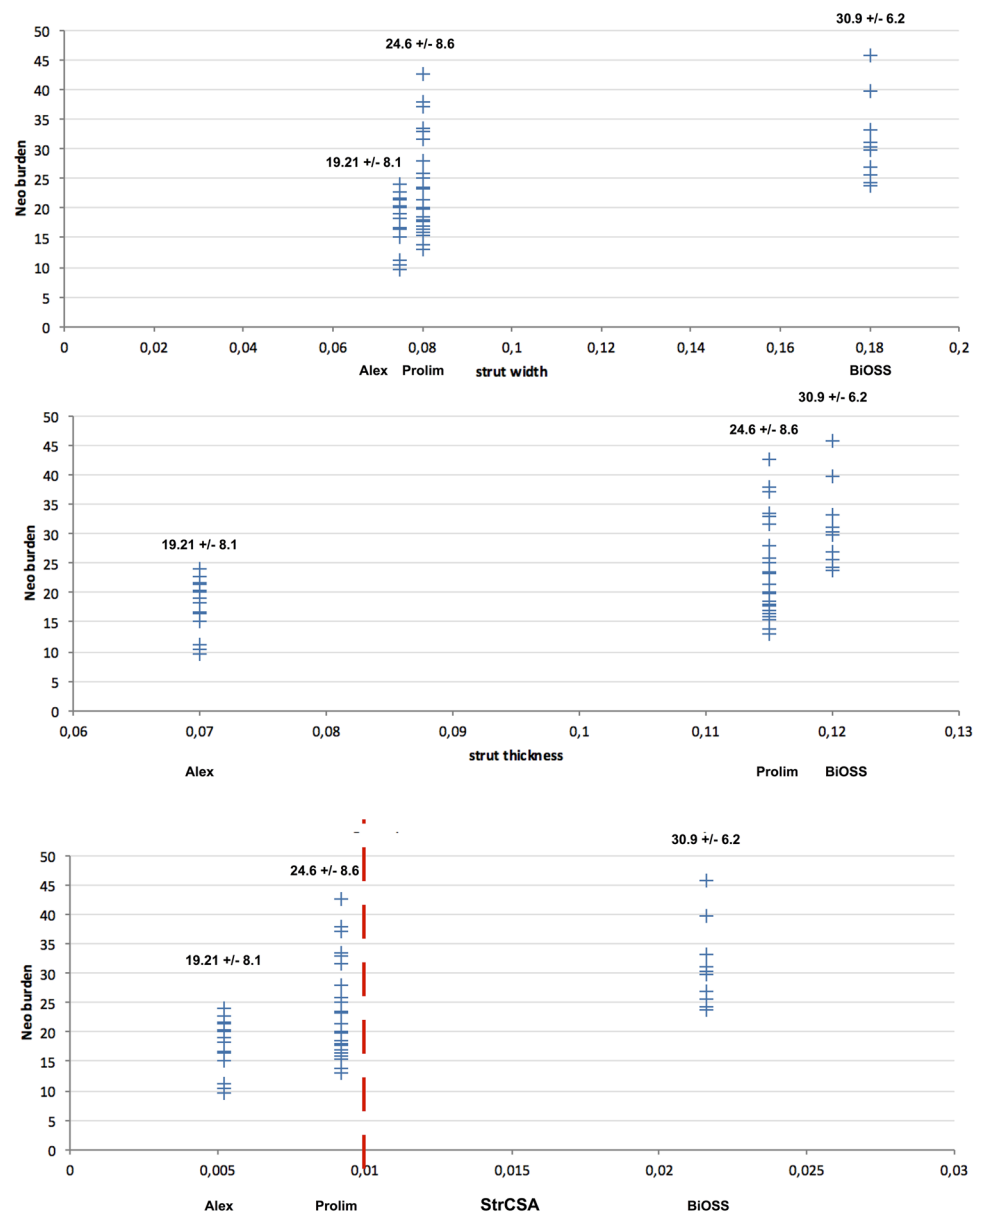 30.9 +/- 6.2
24.6 +/- 8.6
19.21 +/- 8.1
Neo burden
50
45
40
35
30
25
20
15
10
5
0
0 0,02 0,04 0,06 0,08 0,1 0,12 0,14 0,16 0,18 0,2
Alex Prolim strut width BiOSS
30.9 +/- 6.2
24.6 +/- 8.6
19.21 +/- 8.1
Neo burden
50
45
40
35
30
25
20
15
10
5
0
0,06 0,07 0,08 0,09 0,1 0,11 0,12 0,13
strut thickness
Alex Prolim BiOSS
30.9 +/- 6.2
24.6 +/- 8.6
19.21 +/- 8.1
Neo burden
50
45
40
35
30
25
20
15
10
5
0
0 0,005 0,01 0,015 0,02 0,025 0,03
Alex Prolim StrCSA BiOSS